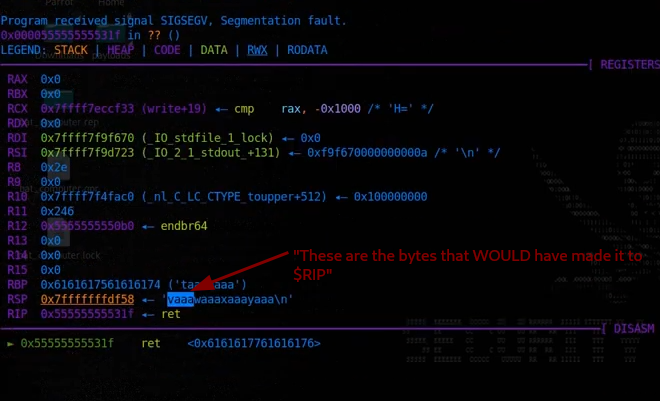 Parrot Home
Program received signal SIGSEGV, Segmentation fault.
0x000055555555531f in ?? ()
LEGEND: STACK | HEAP | CODE | DATA | RWX | RODATA
[ REGISTERS
RAX 0x0
RBX 0x0
RCX 0x7ffff7eccf33 (write+19) ◂— cmp rax, -0x1000 /* 'H=' */
RDX 0x0
RDI 0x7ffff7f9f670 (_IO_stdfile_1_lock) ◂— 0x0
RSI 0x7ffff7f9d723 (_IO_2_1_stdout_+131) ◂— 0xf9f670000000000a /* '\n' */
R8 0x2e
R9 0x0
R10 0x7ffff7f4fac0 (_nl_C_LC_CTYPE_toupper+512) ◂— 0x100000000
R11 0x246
R12 0x5555555550b0 ◂— endbr64
R13 0x0
R14 0x0
R15 0x0
RBP 0x6161617561616174 ('taaauaaa')
RSP 0x7fffffffdf58 ◂— 'vaaawaaaxaaayaaa\n'
RIP 0x55555555531f ◂— ret
"These are the bytes that WOULD have made it to
$RIP"
[ DISASM
► 0x55555555531f ret <0x6161617761616176>